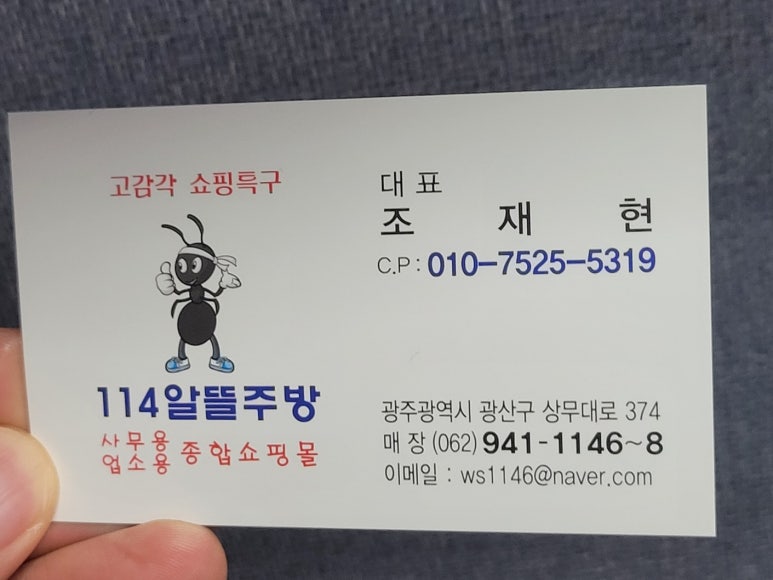 고감각 쇼핑특구
114알뜰주방
사무용
업소용 종합쇼핑몰
대표
조재현
C.P : 010-7525-5319
광주광역시 광산구 상무대로 374
매 장 (062) 941-1146~8
이메일 : ws1146@naver.com